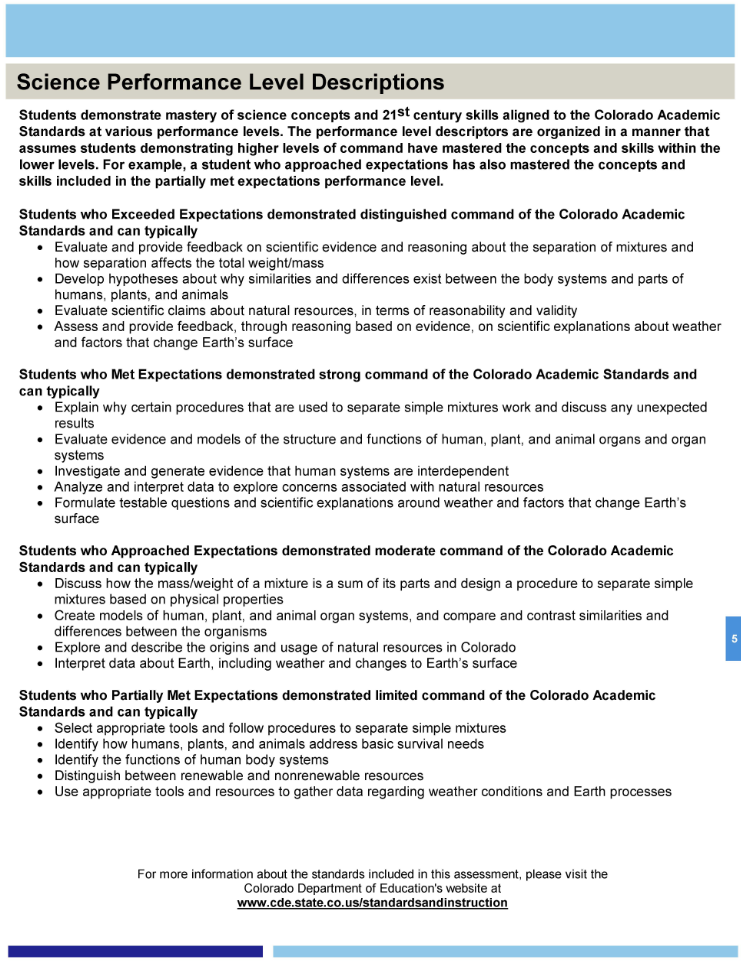 Science Performance Level Descriptions
Students demonstrate mastery of science concepts and 21st century skills aligned to the Colorado Academic
Standards at various performance levels. The performance level descriptors are organized in a manner that
assumes students demonstrating higher levels of command have mastered the concepts and skills within the
lower levels. For example, a student who approached expectations has also mastered the concepts and
skills included in the partially met expectations performance level.
Students who Exceeded Expectations demonstrated distinguished command of the Colorado Academic
Standards and can typically
• Evaluate and provide feedback on scientific evidence and reasoning about the separation of mixtures and
how separation affects the total weight/mass
• Develop hypotheses about why similarities and differences exist between the body systems and parts of
humans, plants, and animals
• Evaluate scientific claims about natural resources, in terms of reasonability and validity
• Assess and provide feedback, through reasoning based on evidence, on scientific explanations about weather
and factors that change Earth's surface
Students who Met Expectations demonstrated strong command of the Colorado Academic Standards and
can typically
• Explain why certain procedures that are used to separate simple mixtures work and discuss any unexpected
results
• Evaluate evidence and models of the structure and functions of human, plant, and animal organs and organ
systems
• Investigate and generate evidence that human systems are interdependent
• Analyze and interpret data to explore concerns associated with natural resources
• Formulate testable questions and scientific explanations around weather and factors that change Earth's
surface
Students who Approached Expectations demonstrated moderate command of the Colorado Academic
Standards and can typically
• Discuss how the mass/weight of a mixture is a sum of its parts and design a procedure to separate simple
mixtures based on physical properties
• Create models of human, plant, and animal organ systems, and compare and contrast similarities and
differences between the organisms
• Explore and describe the origins and usage of natural resources in Colorado
• Interpret data about Earth, including weather and changes to Earth's surface
5
Students who Partially Met Expectations demonstrated limited command of the Colorado Academic
Standards and can typically
• Select appropriate tools and follow procedures to separate simple mixtures
• Identify how humans, plants, and animals address basic survival needs
• Identify the functions of human body systems
• Distinguish between renewable and nonrenewable resources
• Use appropriate tools and resources to gather data regarding weather conditions and Earth processes
For more information about the standards included in this assessment, please visit the
Colorado Department of Education's website at
www.cde.state.co.us/standardsandinstruction